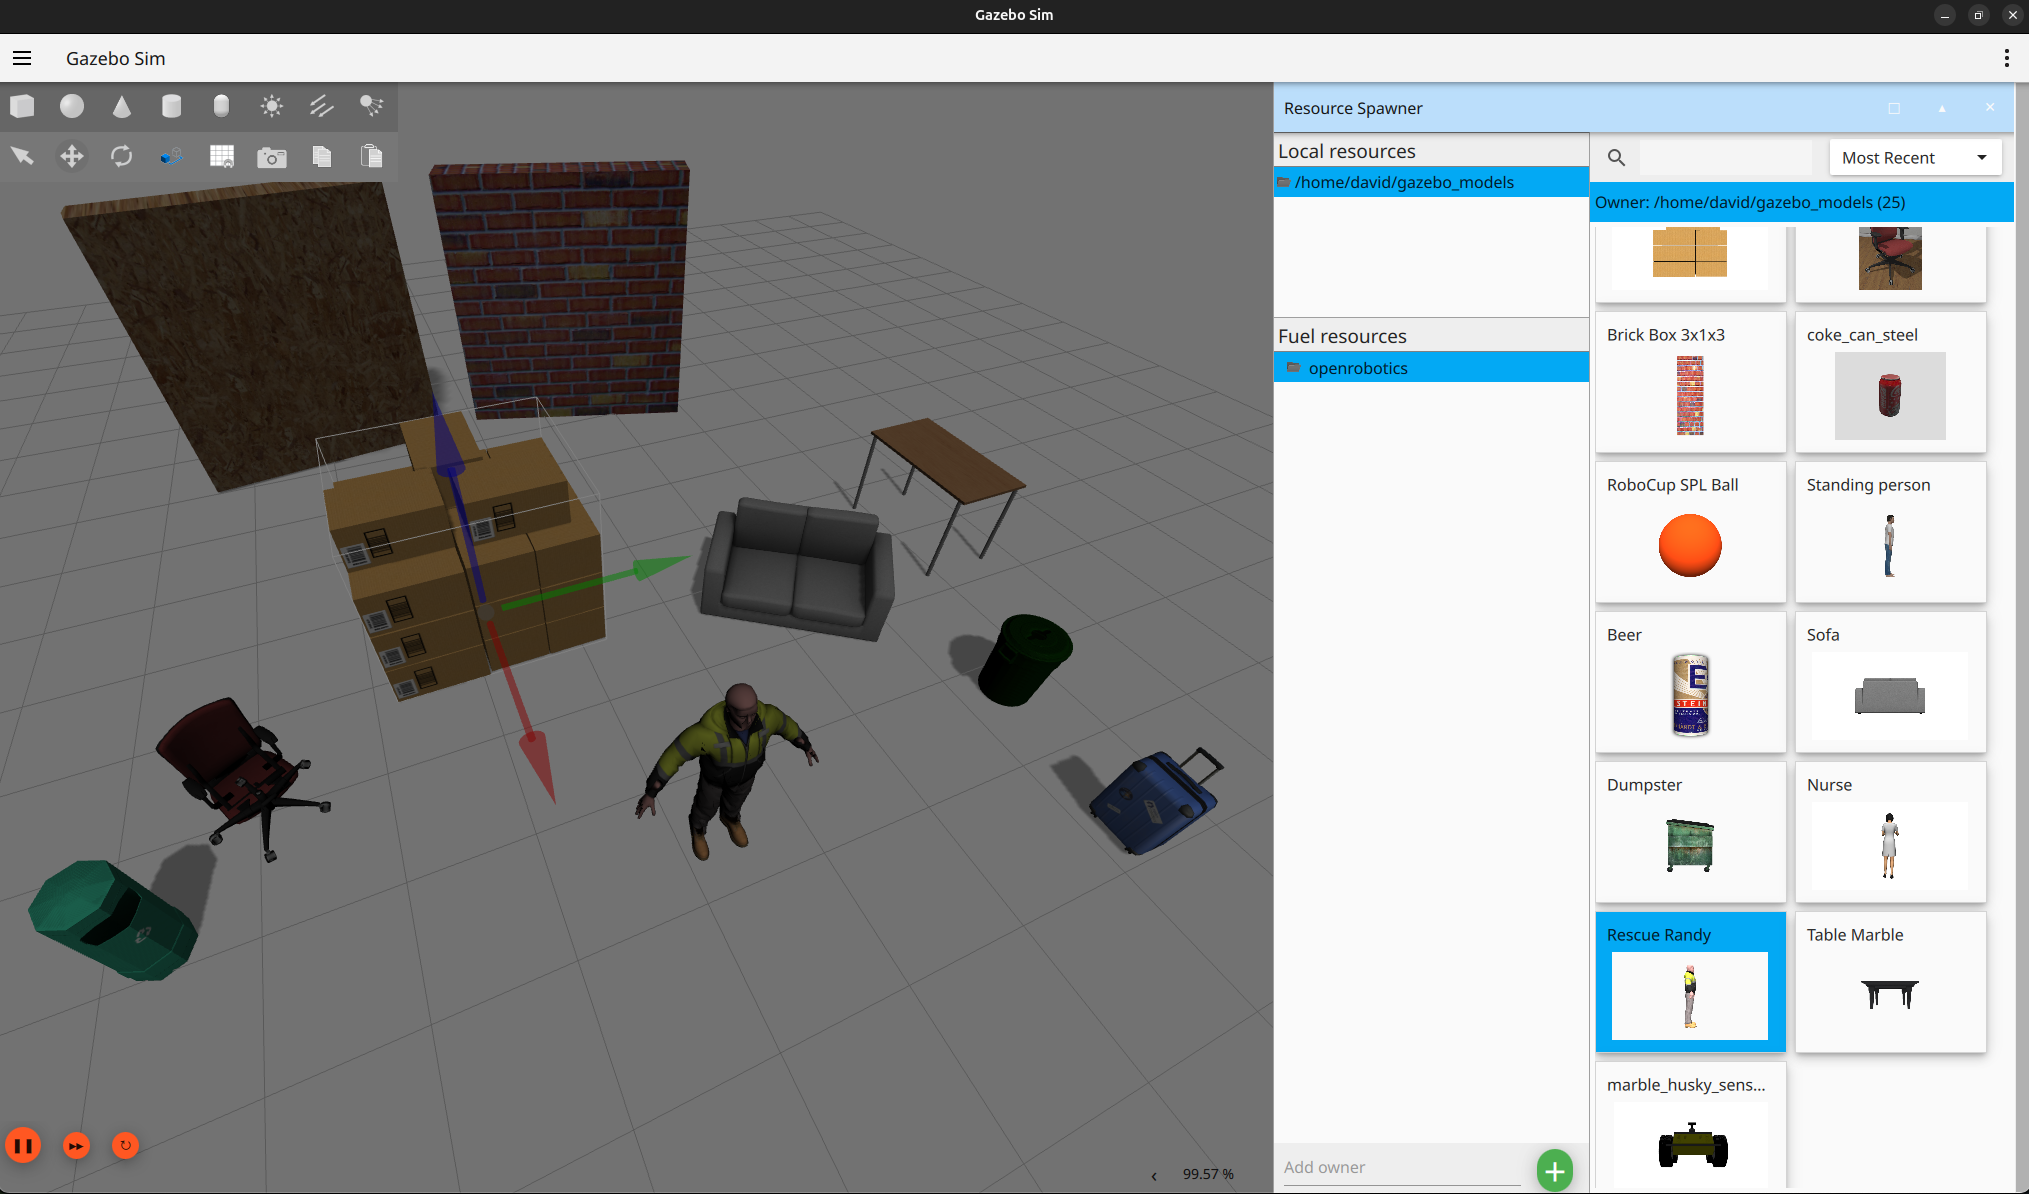 Gazebo Sim
Gazebo Sim
Resource Spawner
Local resources
/home/david/gazebo_models
Fuel resources
openrobotics
Add owner
Most Recent
Owner: /home/david/gazebo_models (25)
Brick Box 3x1x3
coke_can_steel
RoboCup SPL Ball
Standing person
Beer
Sofa
E
STEIN
Dumpster
Nurse
Rescue Randy
Table Marble
marble_husky_sens...
99.57 %